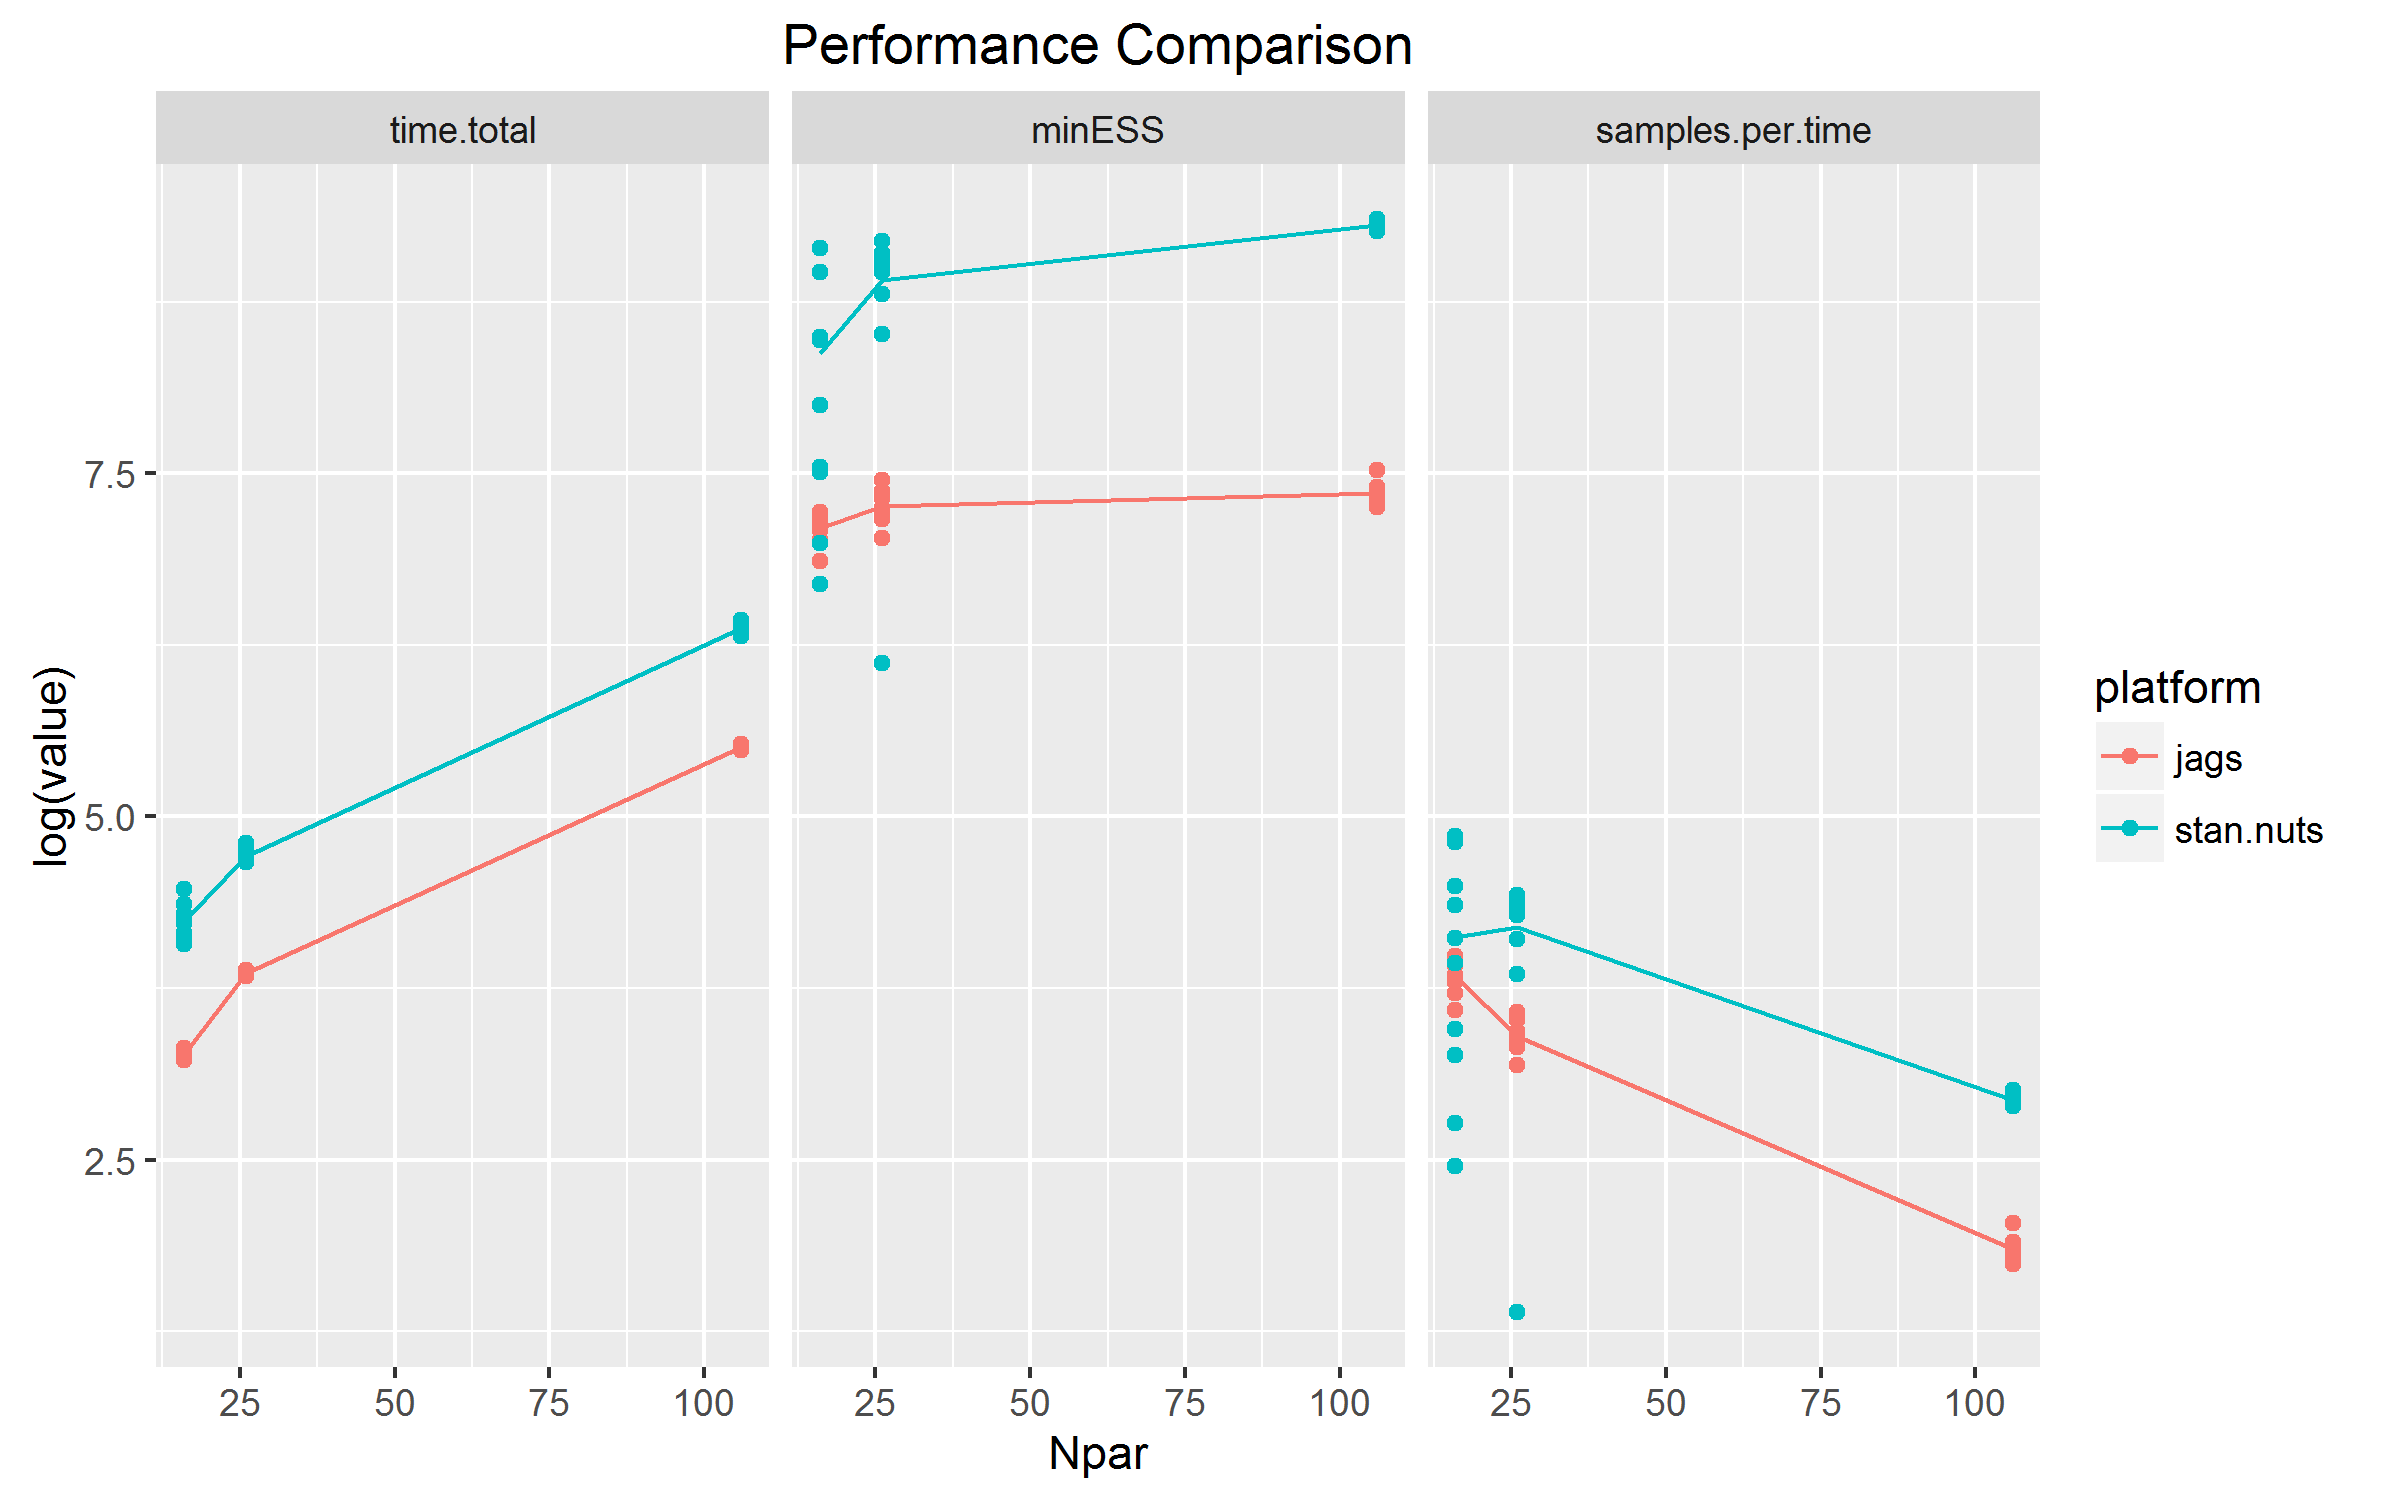 Performance Comparison
time.total minESS samples.per.time
7.5
5.0
2.5
log(value)
25 50 75 100 25 50 75 100 25 50 75 100
Npar
platform
jags
stan.nuts